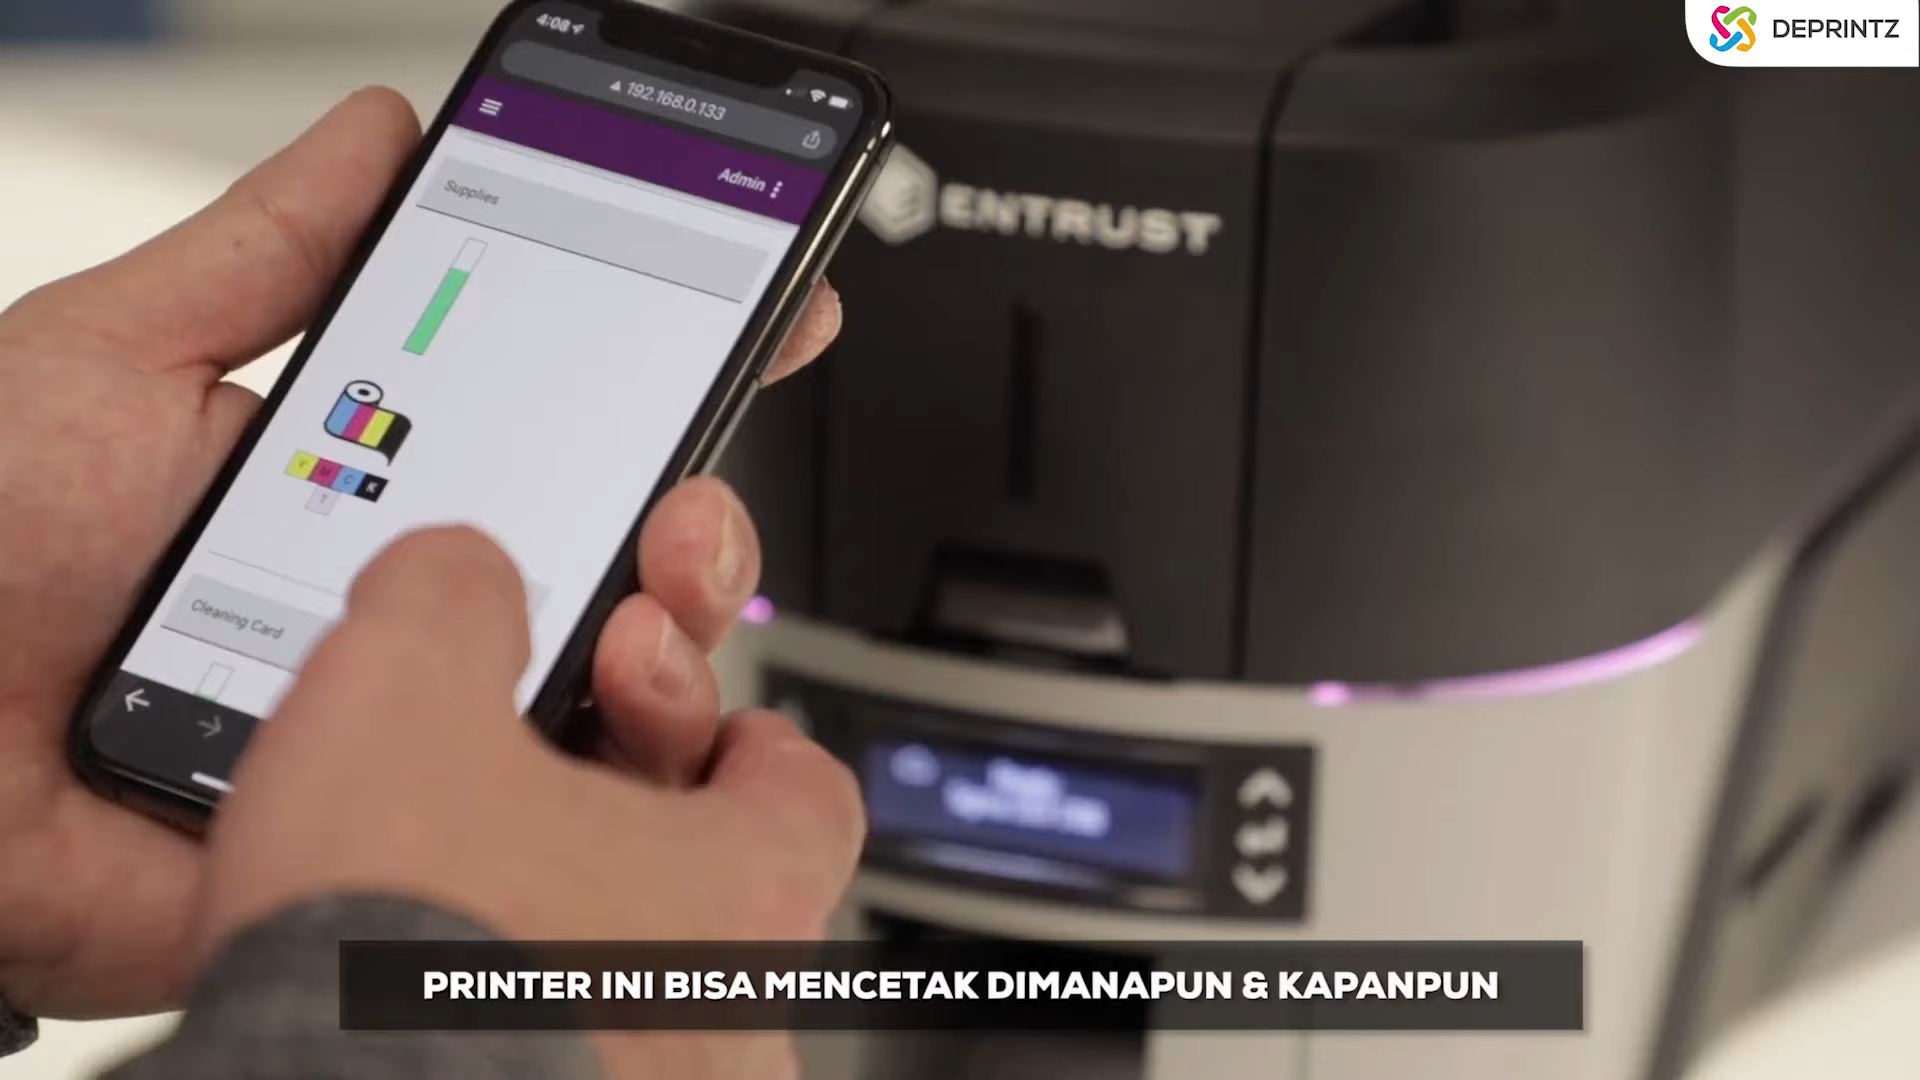 DEPRINTZ
4:08
192.168.0.133
Admin
Supplies
ENTRUST
Y M C K
T
Cleaning Card
PRINTER INI BISA MENCETAK DIMANAPUN & KAPANPUN